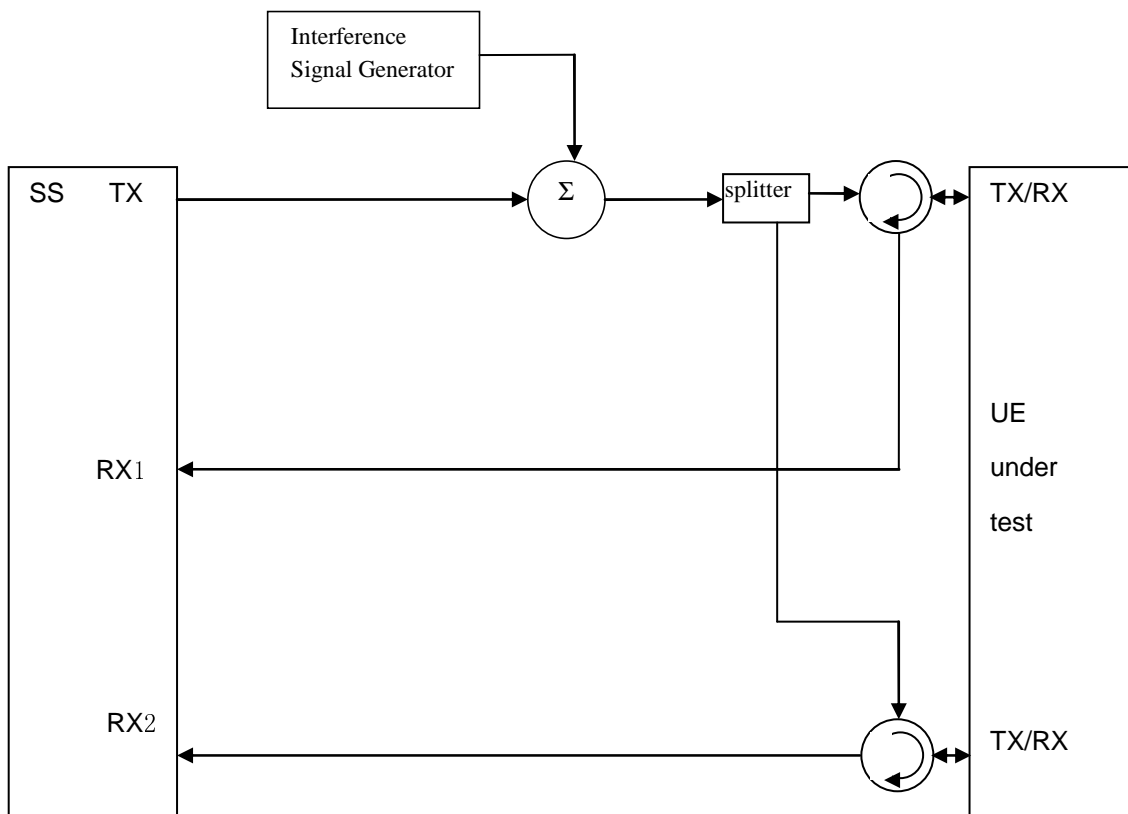 Interference
Signal Generator
SS TX
Σ
splitter
TX/RX
RX1
UE
under
test
RX2
TX/RX